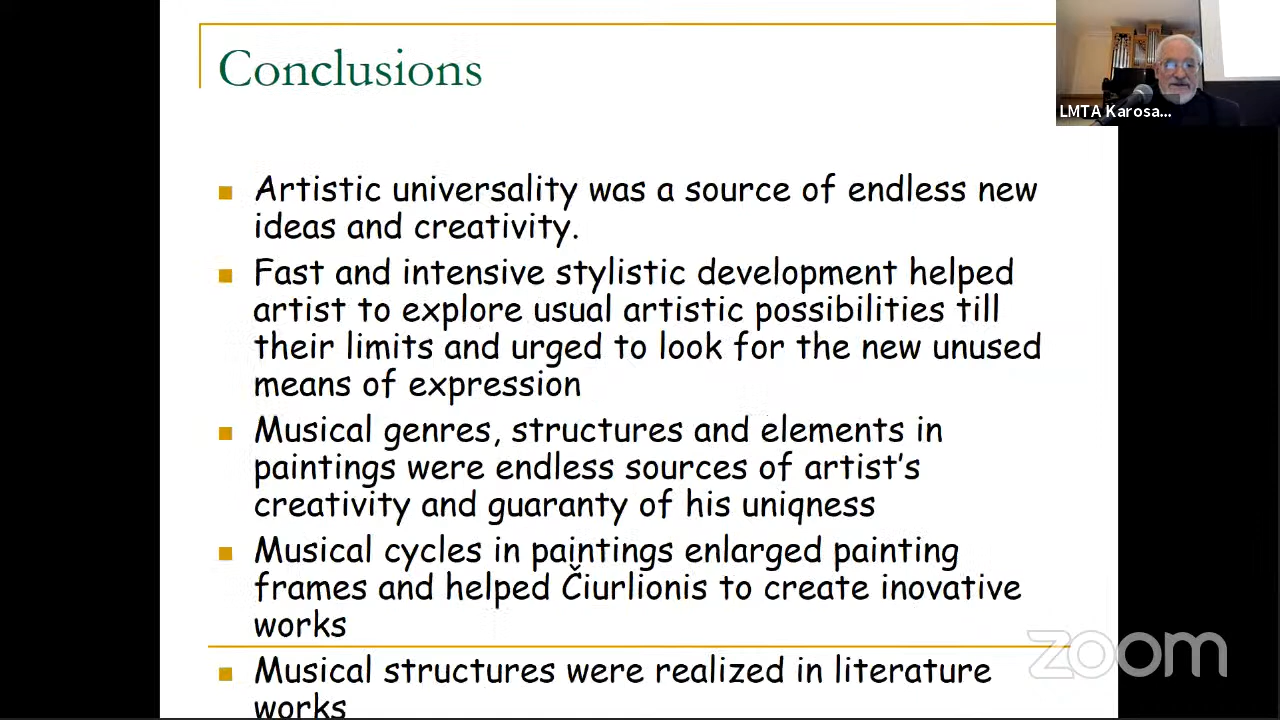 Conclusions
LMTA Karosa...
Artistic universality was a source of endless new
ideas and creativity.
Fast and intensive stylistic development helped
artist to explore usual artistic possibilities till
their limits and urged to look for the new unused
means of expression
Musical genres, structures and elements in
paintings were endless sources of artist's
creativity and guaranty of his uniqness
Musical cycles in paintings enlarged painting
frames and helped Čiurlionis to create inovative
works
Musical structures were realized in literature
works
zoom